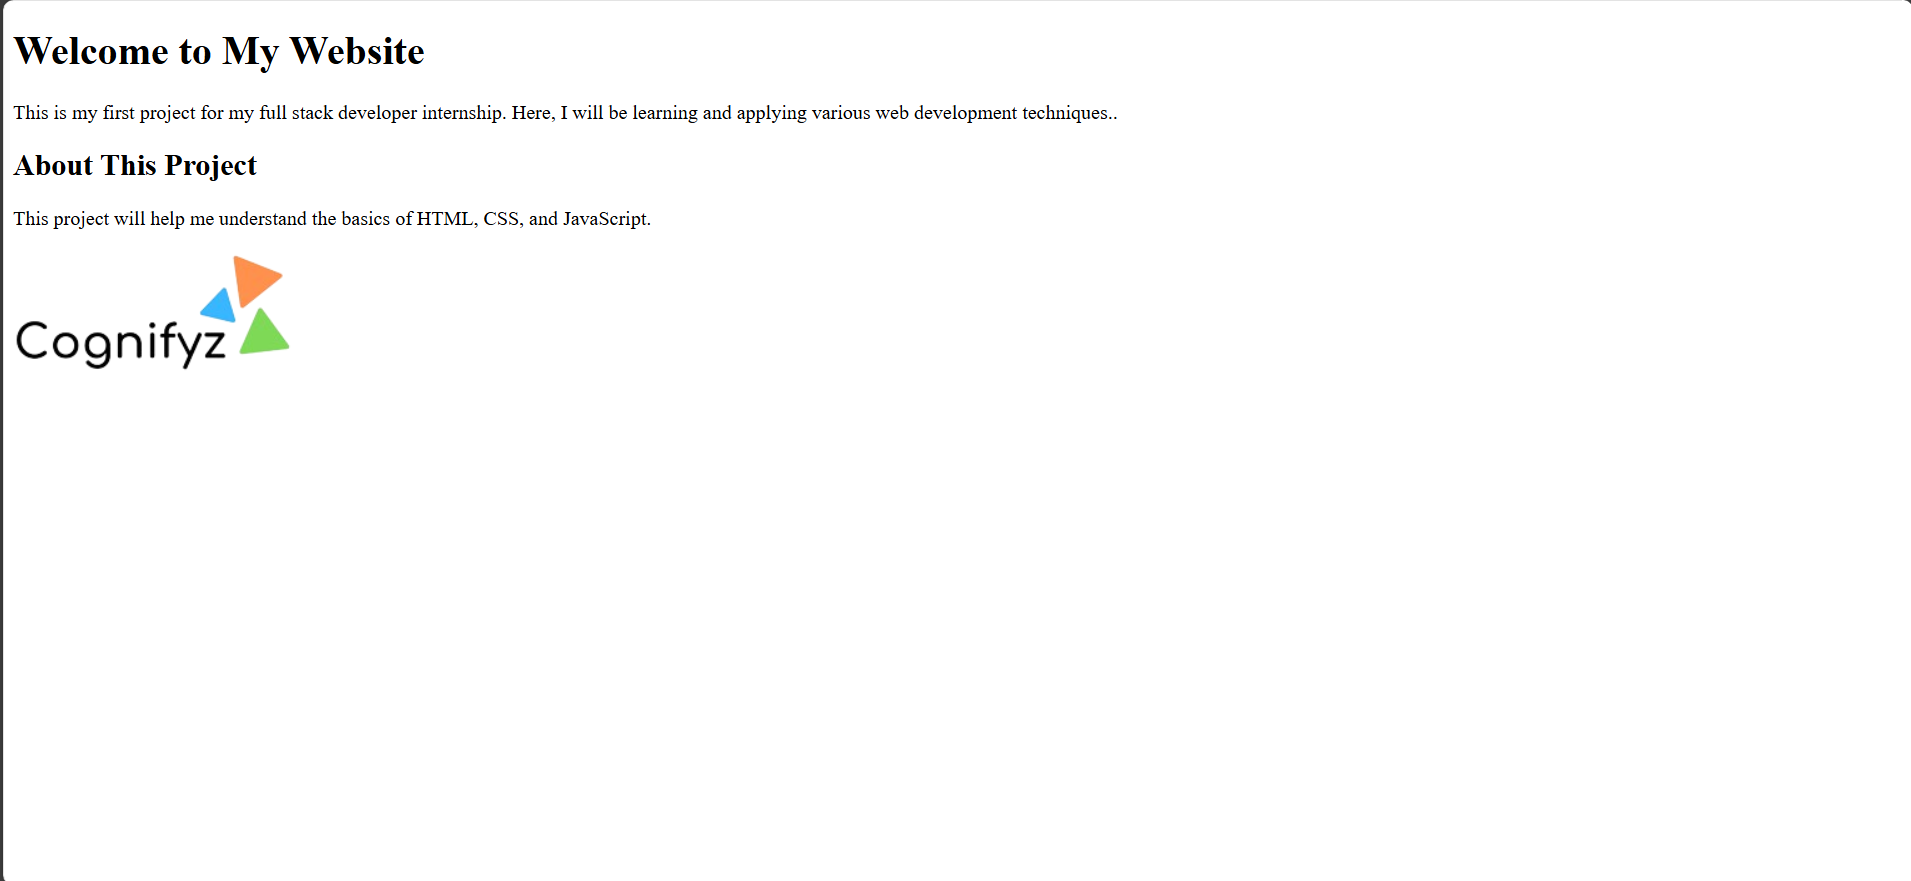 Welcome to My Website
This is my first project for my full stack developer internship. Here, I will be learning and applying various web development techniques..
About This Project
This project will help me understand the basics of HTML, CSS, and JavaScript.
Cognifyz